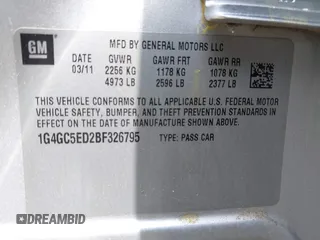 GM
MFD BY GENERAL MOTORS LLC
DATE GVWR GAWR FRT GAWR RR
03/11 2256 KG 1178 KG 1078 KG
4973 LB 2596 LB 2377 LB
THIS VEHICLE CONFORMS TO ALL APPLICABLE U.S. FEDERAL MOTOR
VEHICLE SAFETY, BUMPER, AND THEFT PREVENTION STANDARDS IN
EFFECT ON THE DATE OF MANUFACTURE SHOWN ABOVE.
1G4GC5ED2BF326795 TYPE: PASS CAR
STAT.VIN